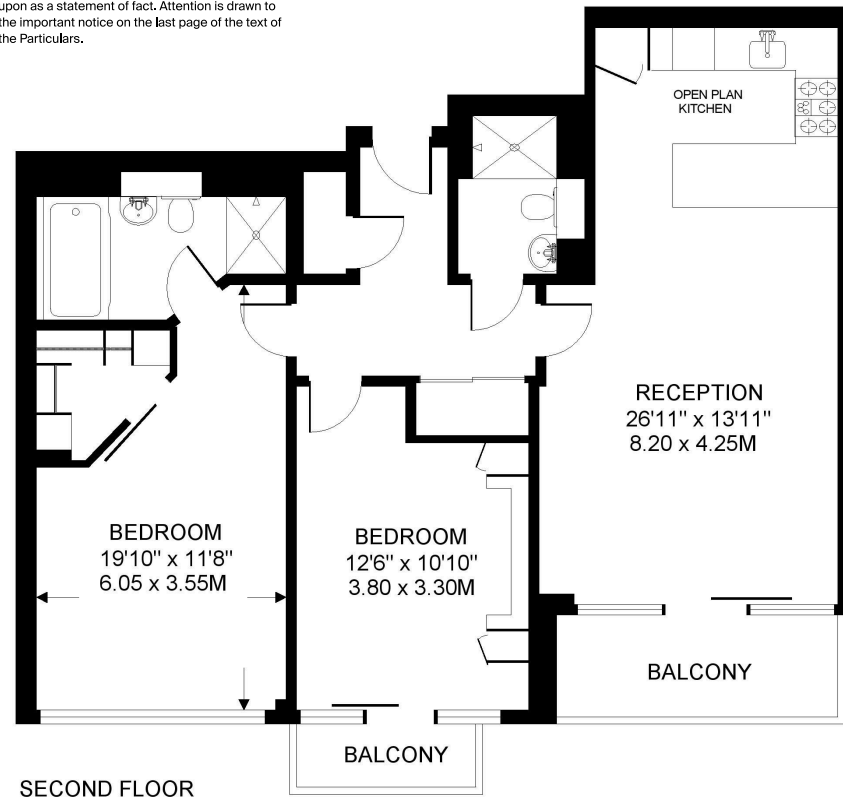 upon as a statement of fact. Attention is drawn to
the important notice on the last page of the text of
the Particulars.
OPEN PLAN
KITCHEN
RECEPTION
26'11" x 13'11"
8.20 x 4.25M
BEDROOM
19'10" x 11'8"
6.05 x 3.55M
BEDROOM
12'6" x 10'10"
3.80 x 3.30M
BALCONY
BALCONY
SECOND FLOOR